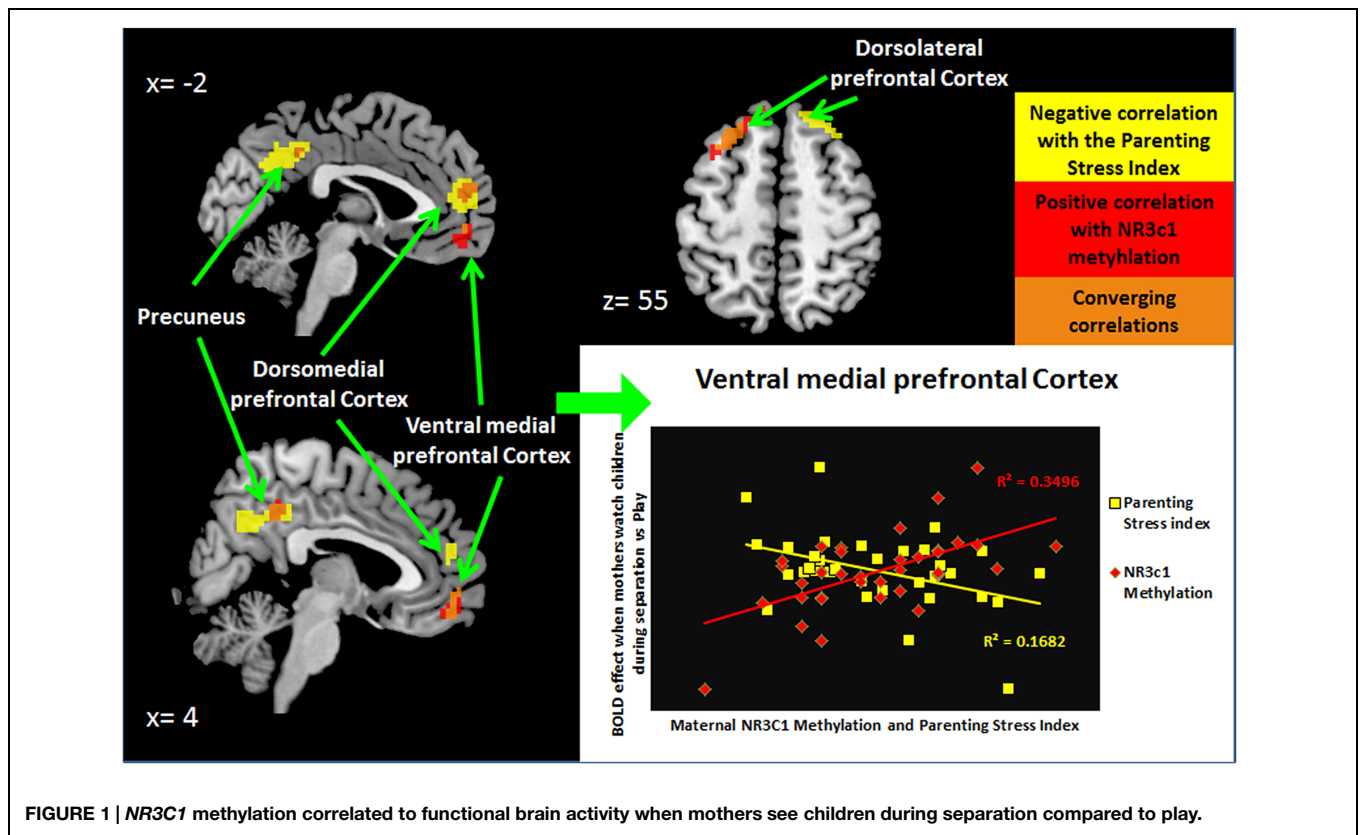 x= -2
Dorsolateral
prefrontal Cortex
Negative correlation
with the Parenting
Stress Index
Positive correlation
with NR3c1
metyhlation
Converging
correlations
z= 55
Precuneus
Dorsomedial
prefrontal Cortex
Ventral medial
prefrontal Cortex
x= 4
Ventral medial prefrontal Cortex
BOLD effect when mothers watch children
during separation vs Play
R² = 0.3496
R² = 0.1682
Parenting
Stress index
NR3c1
Methylation
Maternal NR3C1 Methylation and Parenting Stress Index
FIGURE 1 | NR3C1 methylation correlated to functional brain activity when mothers see children during separation compared to play.